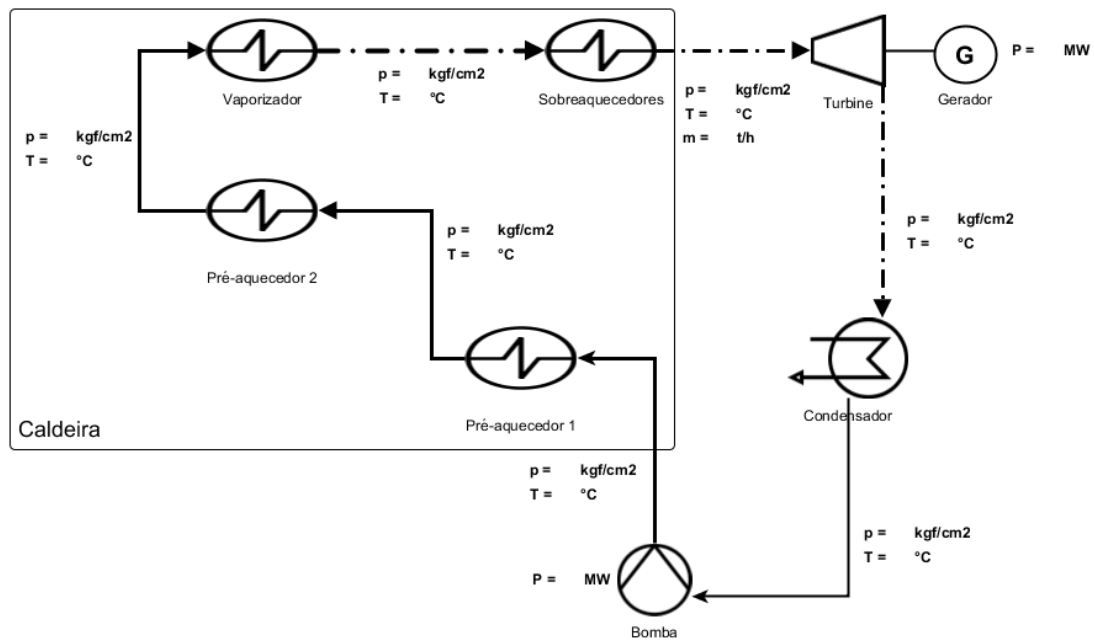 G
P = MW
Vaporizador
p = kgf/cm2
T = °C
Sobreaquecedores
p = kgf/cm2
T = °C
m = t/h
Turbine
Gerador
p = kgf/cm2
T = °C
Pré-aquecedor 2
p = kgf/cm2
T = °C
p = kgf/cm2
T = °C
Condensador
Caldeira
Pré-aquecedor 1
p = kgf/cm2
T = °C
p = kgf/cm2
T = °C
P = MW
Bomba